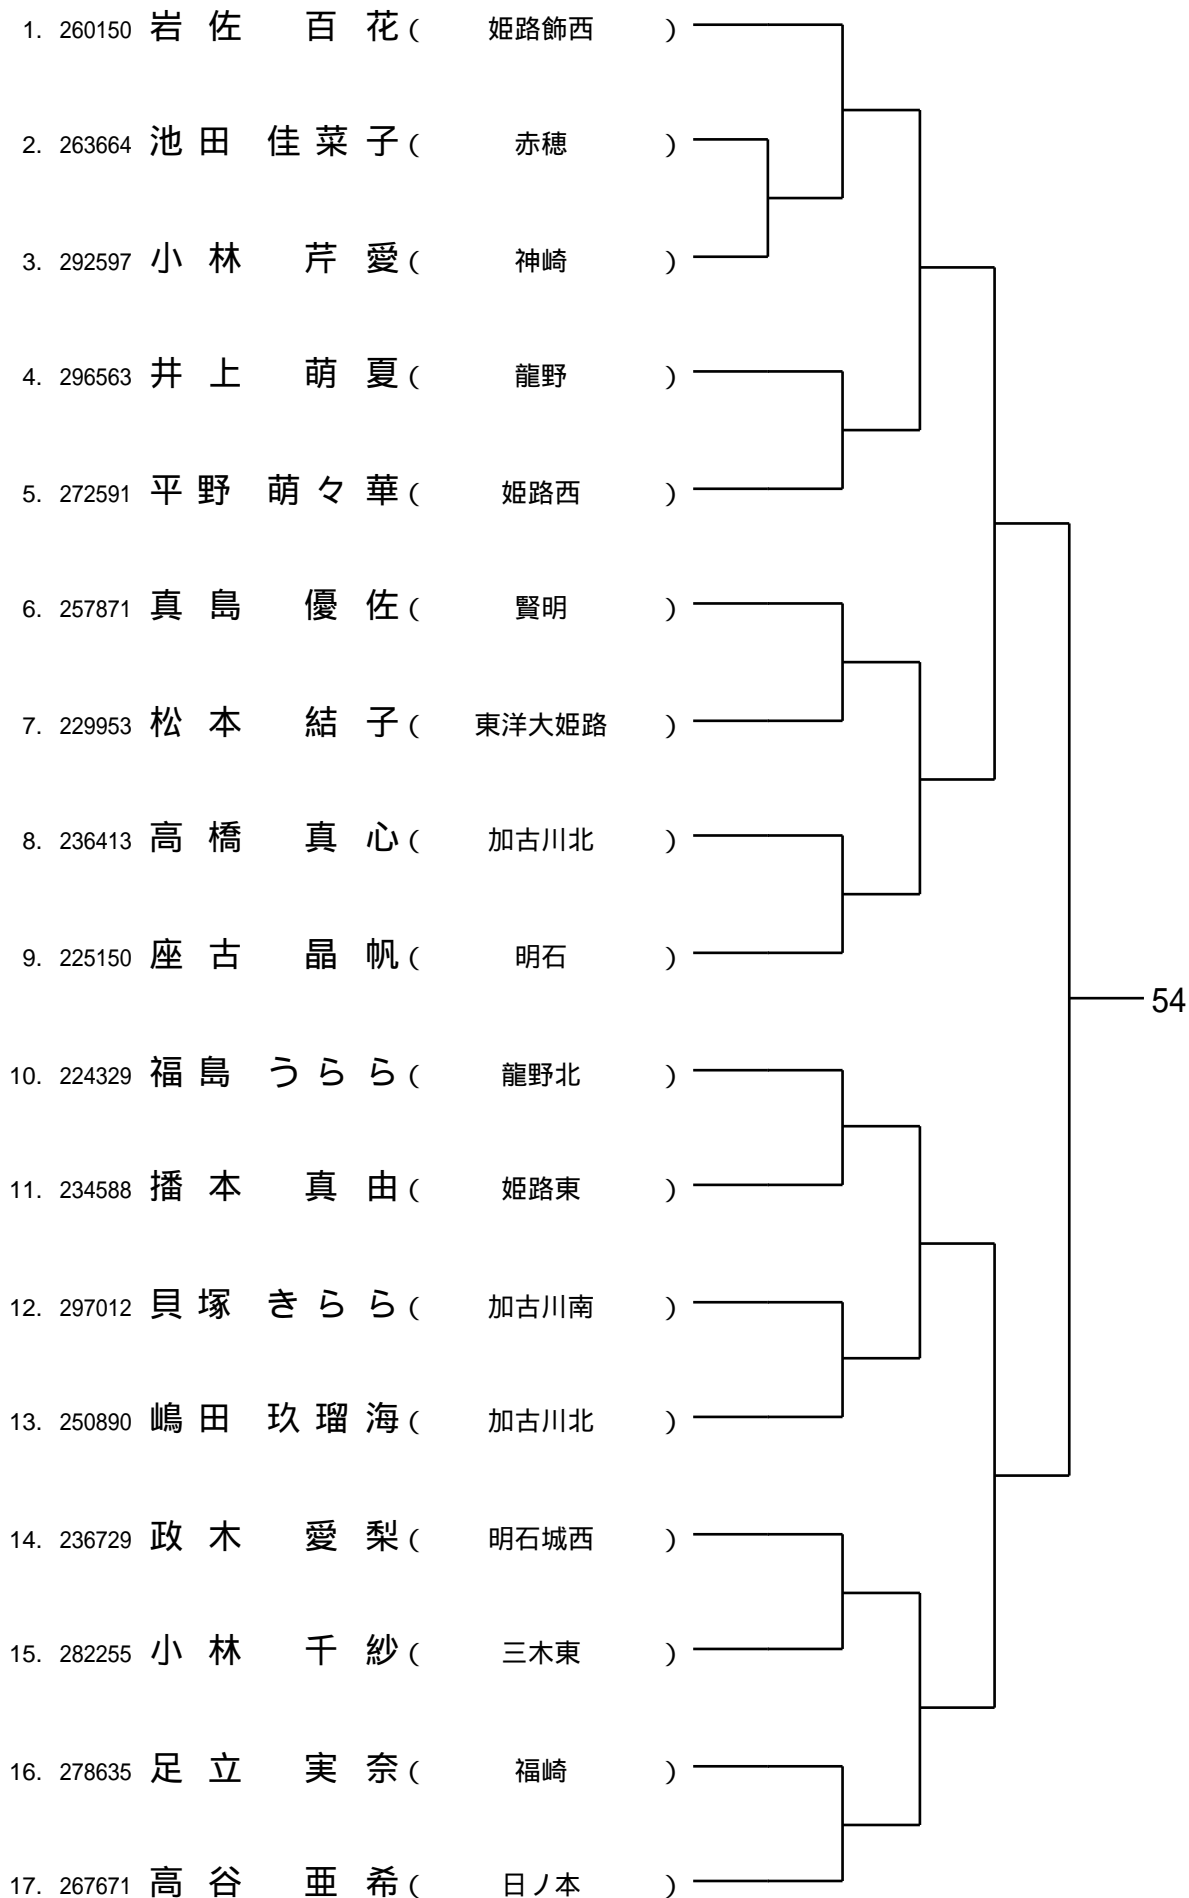 1. 260150 岩佐 百花 ( 姫路飾西 )
2. 263664 池田 佳菜子 ( 赤穂 )
3. 292597 小林 芹愛 ( 神崎 )
4. 296563 井上 萌夏 ( 龍野 )
5. 272591 平野 萌々華 ( 姫路西 )
6. 257871 真島 優佐 ( 賢明 )
7. 229953 松本 結子 ( 東洋大姫路 )
8. 236413 高橋 真心 ( 加古川北 )
9. 225150 座古 晶帆 ( 明石 )
54
10. 224329 福島 うらら ( 龍野北 )
11. 234588 播本 真由 ( 姫路東 )
12. 297012 貝塚 きらら ( 加古川南 )
13. 250890 嶋田 玖瑠海 ( 加古川北 )
14. 236729 政木 愛梨 ( 明石城西 )
15. 282255 小林 千紗 ( 三木東 )
16. 278635 足立 実奈 ( 福崎 )
17. 267671 高谷 亜希 ( 日ノ本 )